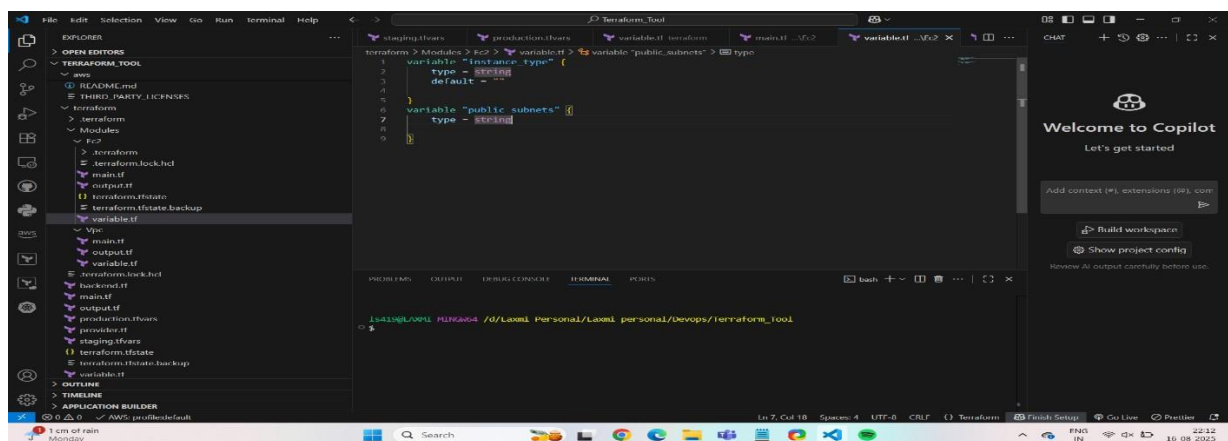 File Edit Selection View Go Run Terminal Help
Terraform_Tool
EXPLORER
OPEN EDITORS
TERRAFORM_TOOL
aws
README.md
THIRD_PARTY_LICENSES
terraform
.terraform
Modules
Ec2
.terraform
.terraform.lock.hcl
main.tf
output.tf
terraform.tfstate
terraform.tfstate.backup
variable.tf
Vpc
main.tf
output.tf
variable.tf
.terraform.lock.hcl
backend.tf
main.tf
output.tf
production.tfvars
provider.tf
staging.tfvars
terraform.tfstate
terraform.tfstate.backup
variable.tf
OUTLINE
TIMELINE
APPLICATION BUILDER
staging.tfvars production.tfvars variable.tf terraform main.tf ...\Ec2 variable.tf ...\Ec2
terraform > Modules > Ec2 > variable.tf > variable "public_subnets" > type
1 variable "instance_type" {
2 type = string
3 default = ""
4
5 }
6 variable "public_subnets" {
7 type = string
8
9 }
PROBLEMS OUTPUT DEBUG CONSOLE TERMINAL PORTS
bash
ls419@LAXMI MINGW64 /d/Laxmi Personal/Laxmi personal/Devops/Terraform_Tool
$
CHAT
Welcome to Copilot
Let's get started
Add context (#), extensions (@), com
Build workspace
Show project config
Review AI output carefully before use.
0 0 AWS: profile:default
Ln 7, Col 18 Spaces: 4 UTF-8 CRLF {} Terraform Finish Setup Go Live Prettier
1 cm of rain
Monday
Search
ENG
IN
22:12
16-08-2025